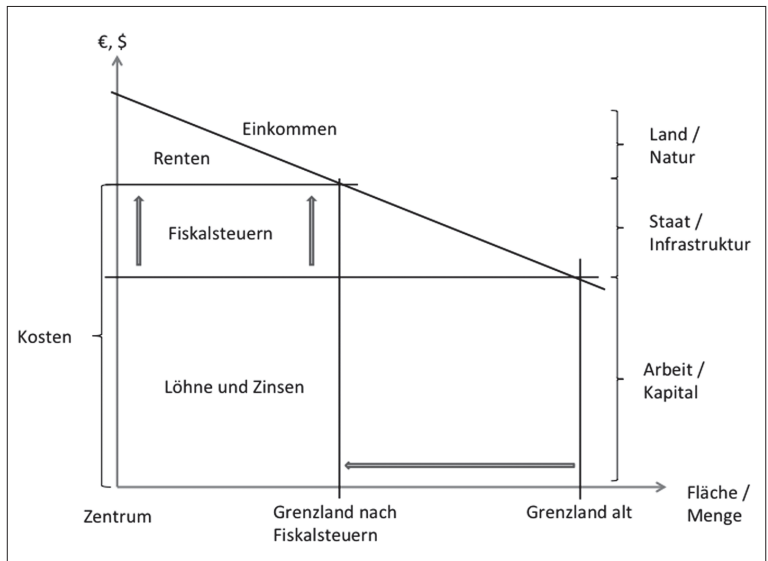 €, $
Einkommen
Renten
Land /
Natur
Fiskalsteuern
Staat /
Infrastruktur
Kosten
Löhne und Zinsen
Arbeit /
Kapital
Zentrum
Grenzland nach
Fiskalsteuern
Grenzland alt
Fläche /
Menge